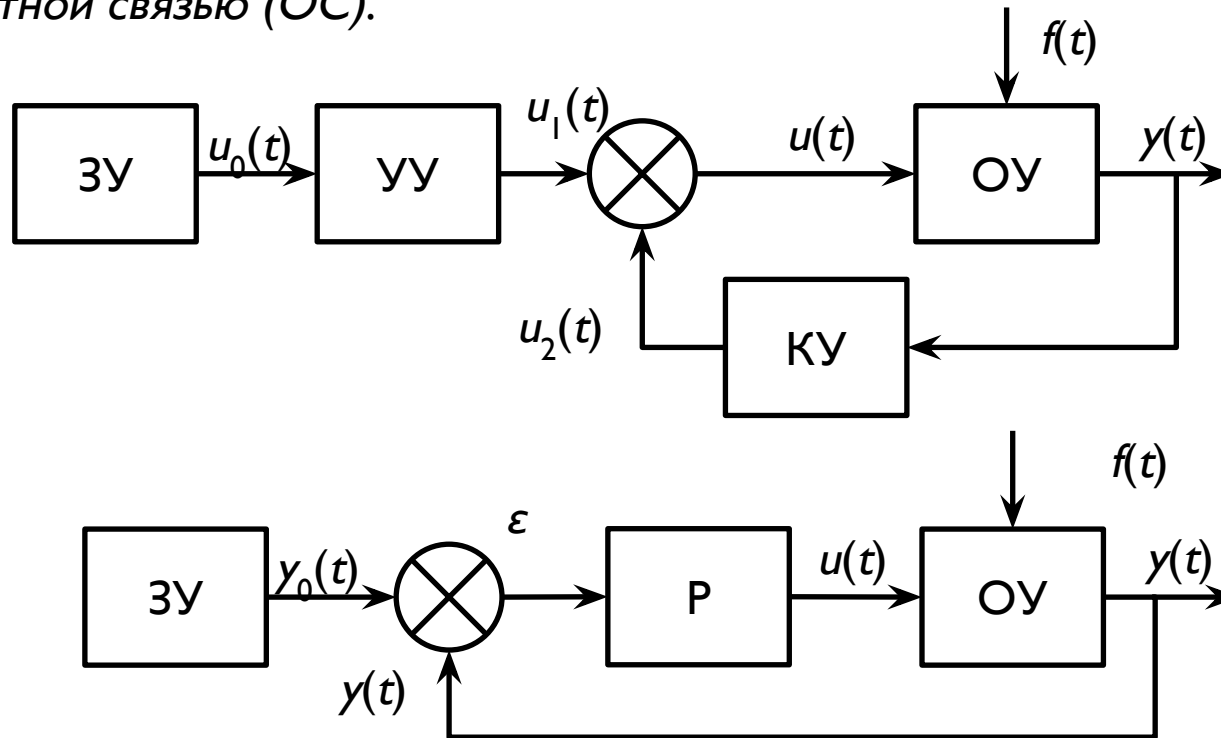 тной связью (ОС).
f(t)
ЗУ u₀(t) УУ u₁(t) u(t) ОУ y(t)
u₂(t) КУ
f(t)
ε
ЗУ y₀(t) Р u(t) ОУ y(t)
y(t)